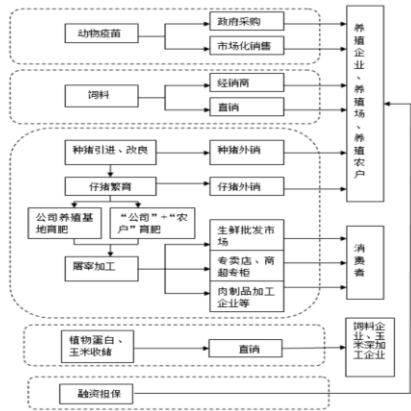 动物疫苗
政府采购
市场化销售
养殖企业、养殖场、养殖农户
饲料
经销商
直销
种猪引进、改良
种猪外销
仔猪繁育
仔猪外销
公司养殖基
地育肥
“公司”+“农
户”育肥
生鲜批发市
场
屠宰加工
专卖店、商
超专柜
肉制品加工
企业等
消费者
植物蛋白、
玉米收储
直销
饲料企
业、玉
米深加
工企业
融资担保